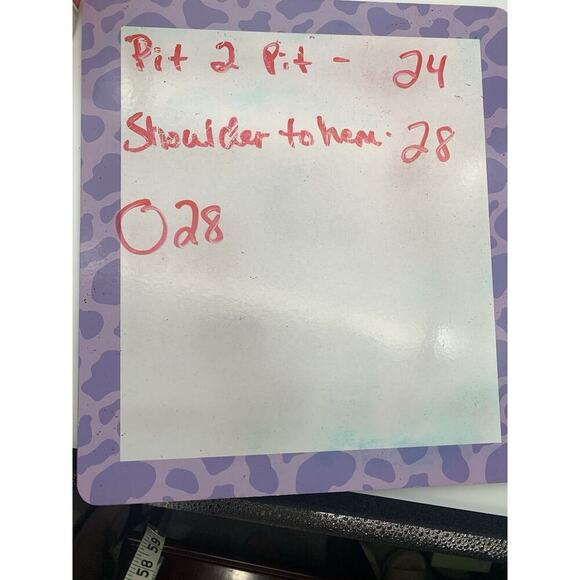 Pit 2 Pit - 24
Shoulder to hem - 28
O28
58 59